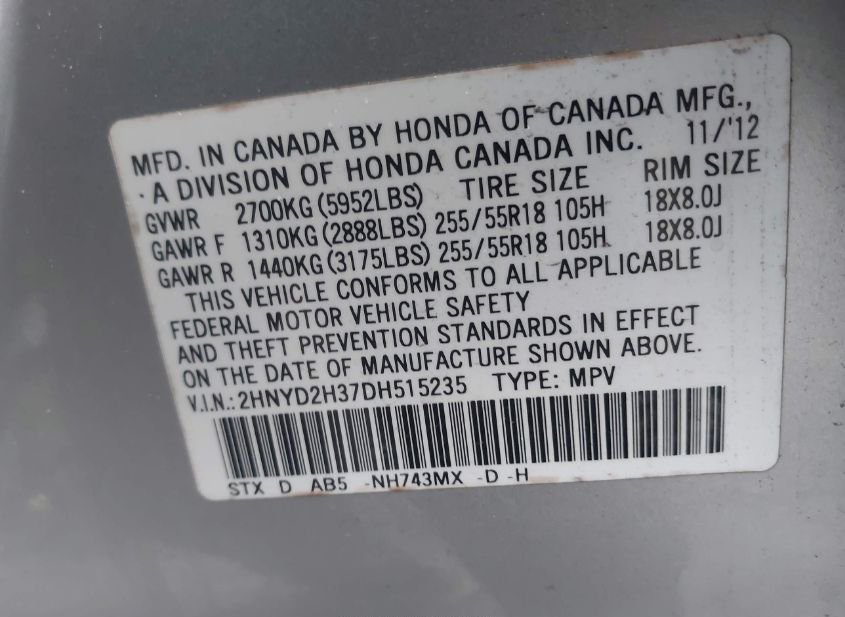 MFD. IN CANADA BY HONDA OF CANADA MFG.,
A DIVISION OF HONDA CANADA INC. 11/'12
GVWR 2700KG (5952LBS) TIRE SIZE RIM SIZE
GAWR F 1310KG (2888LBS) 255/55R18 105H 18X8.0J
GAWR R 1440KG (3175LBS) 255/55R18 105H 18X8.0J
THIS VEHICLE CONFORMS TO ALL APPLICABLE
FEDERAL MOTOR VEHICLE SAFETY
AND THEFT PREVENTION STANDARDS IN EFFECT
ON THE DATE OF MANUFACTURE SHOWN ABOVE.
V.I.N.: 2HNYD2H37DH515235 TYPE: MPV
STX D AB5 -NH743MX -D -H